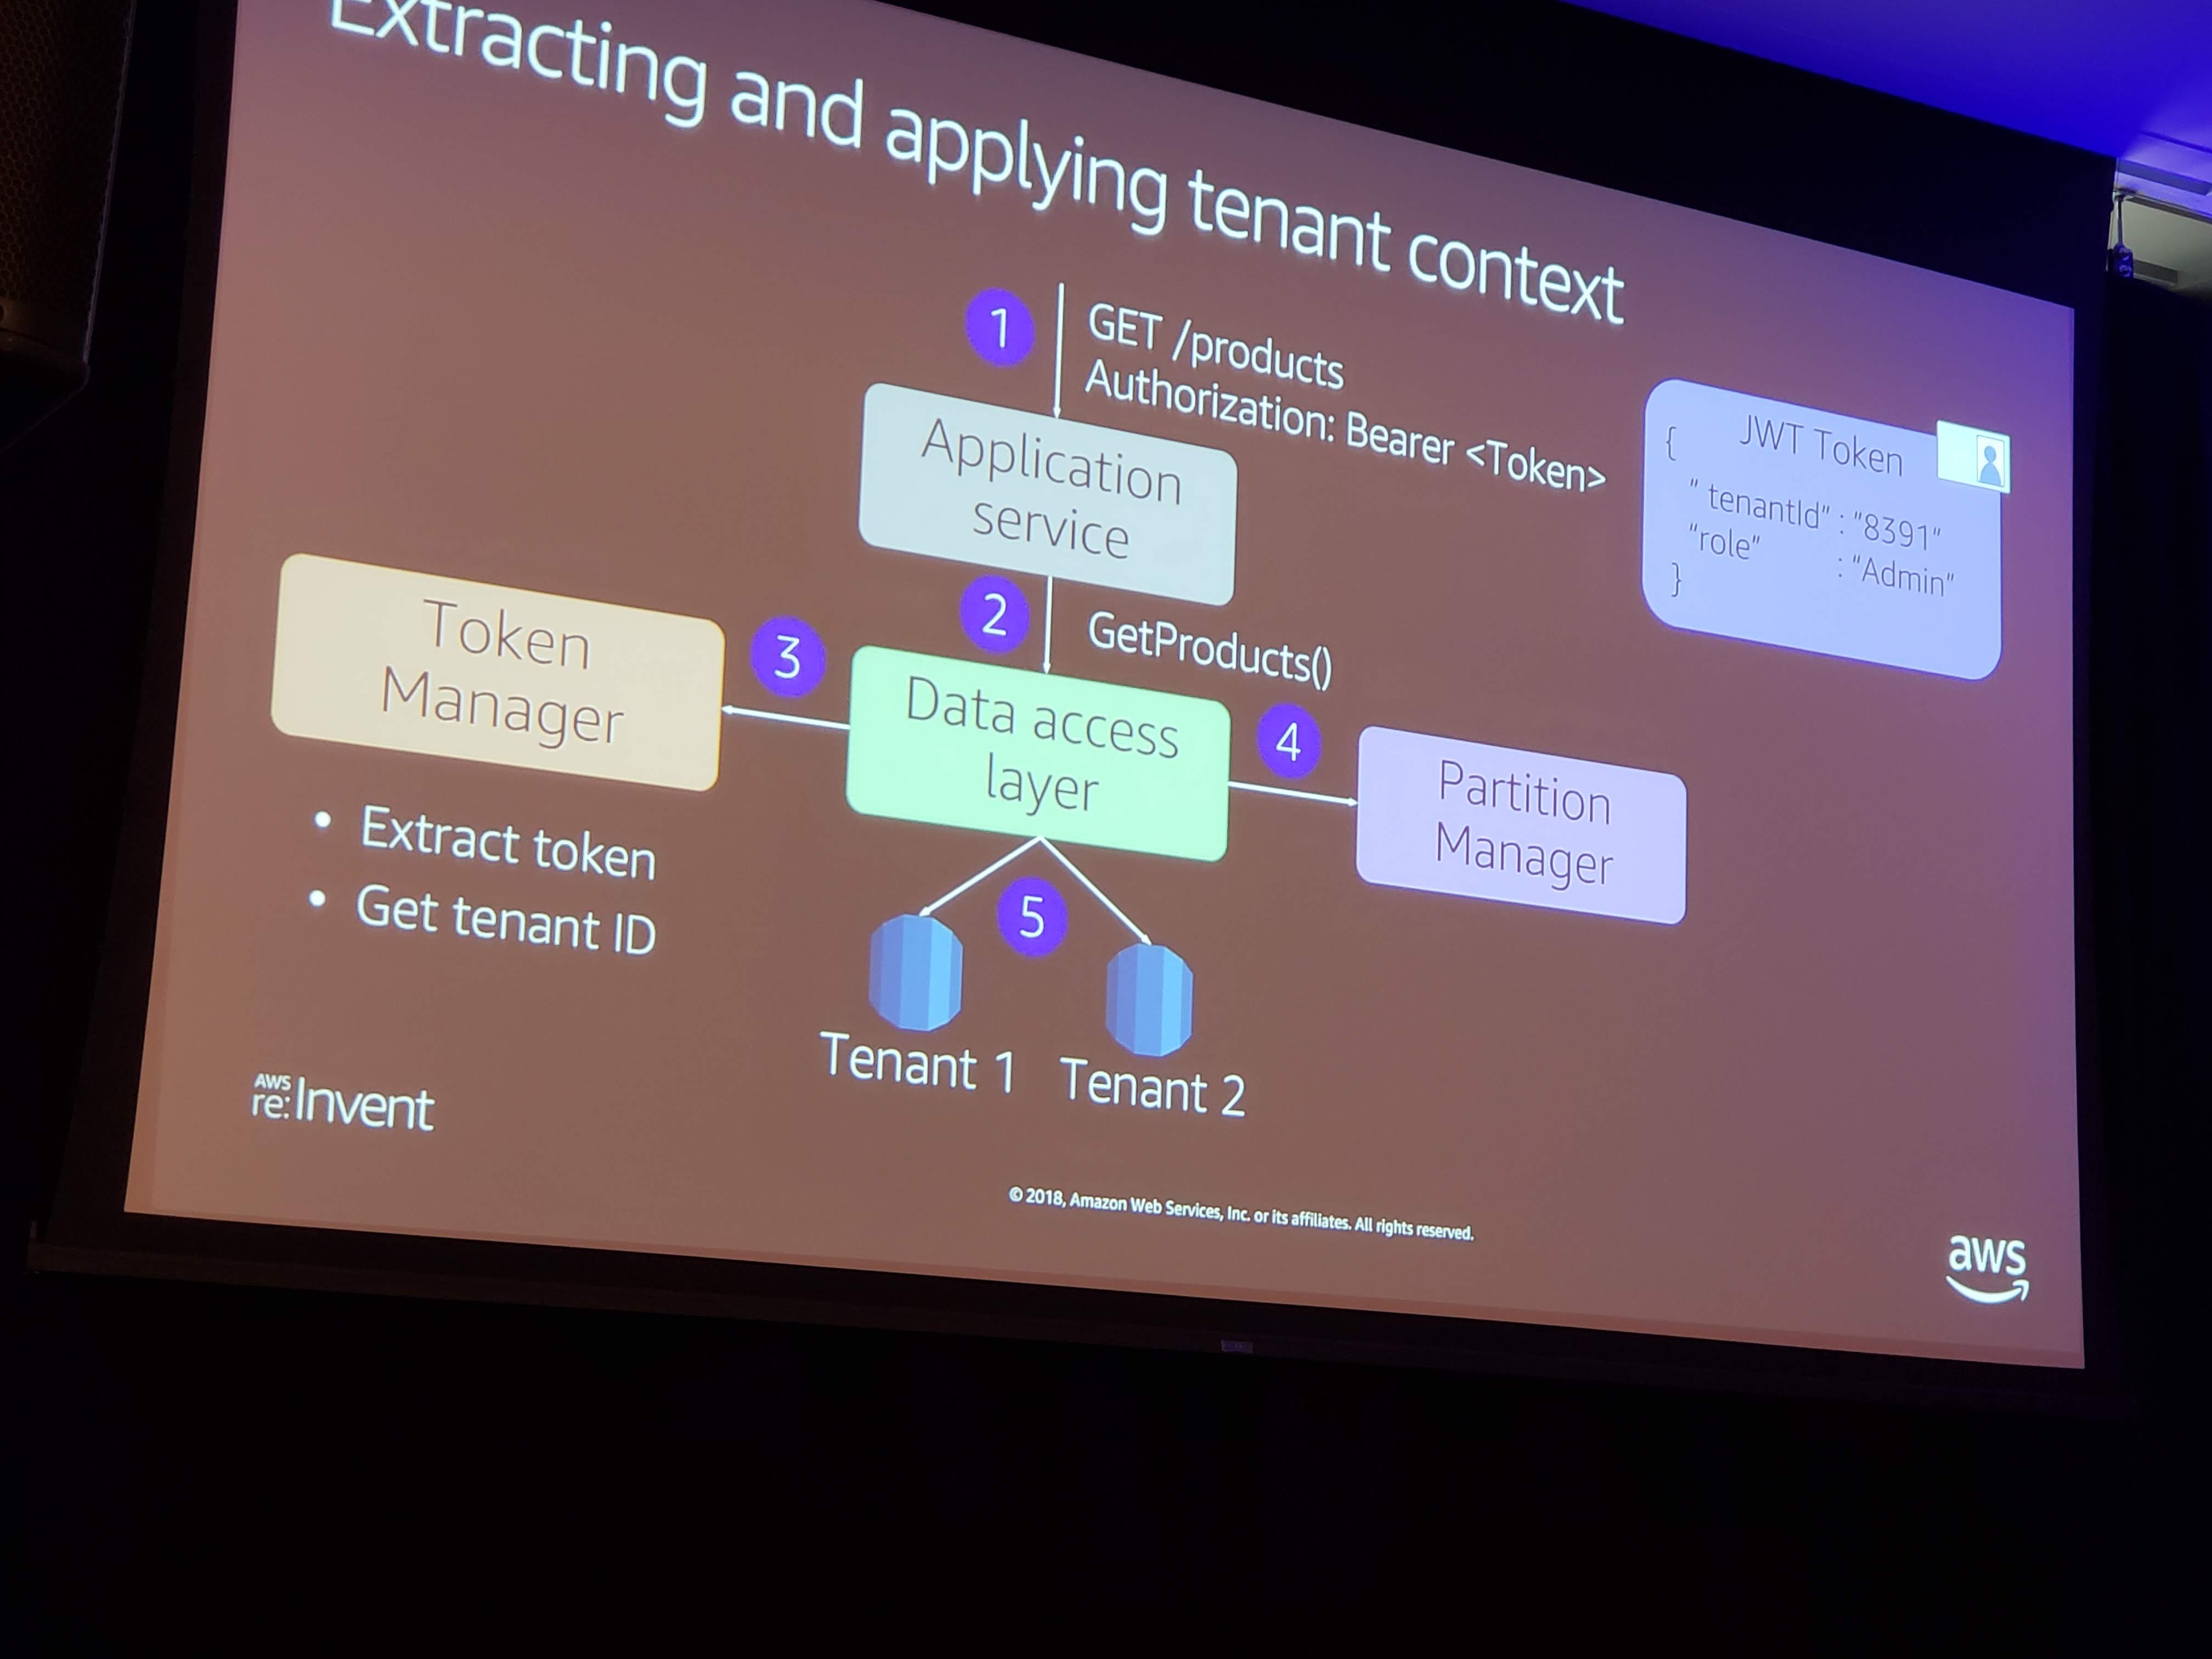 Extracting and applying tenant context
1
GET /products
Authorization: Bearer <Token>
Application
service
JWT Token
{
" tenantId" : "8391"
"role" : "Admin"
}
2
GetProducts()
Token
Manager
3
Data access
layer
4
Partition
Manager
• Extract token
• Get tenant ID
5
Tenant 1
Tenant 2
AWS
re:Invent
© 2018, Amazon Web Services, Inc. or its affiliates. All rights reserved.
aws